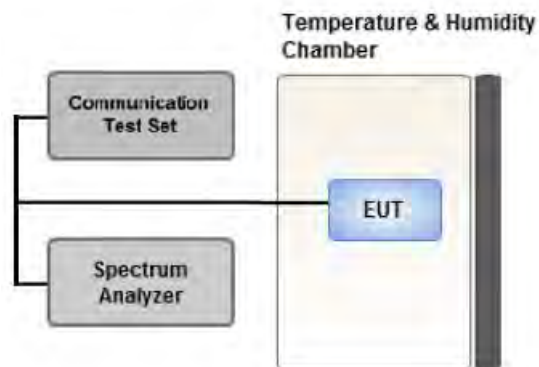 Temperature & Humidity
Chamber
Communication
Test Set
EUT
Spectrum
Analyzer